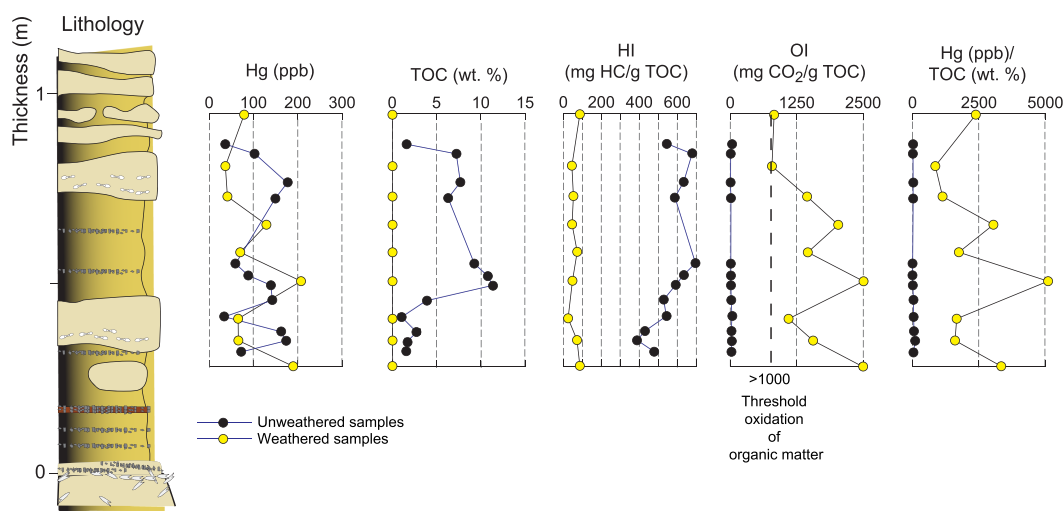 Lithology
Thickness (m)
1
0
Hg (ppb)
0 100 200 300
TOC (wt. %)
0 5 10 15
HI
(mg HC/g TOC)
0 200 400 600
OI
(mg CO2/g TOC)
0 1250 2500
Hg (ppb)/
TOC (wt. %)
0 2500 5000
>1000
Threshold
oxidation
of
organic matter
Unweathered samples
Weathered samples